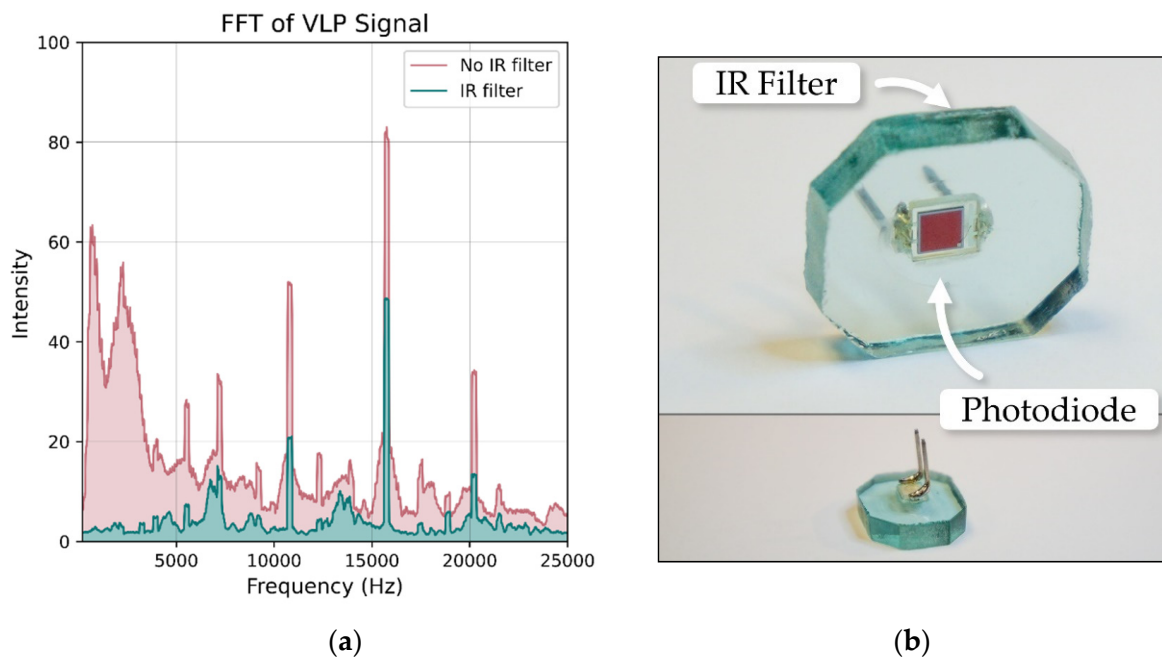 FFT of VLP Signal
100
80
60
40
20
0
Intensity
No IR filter
IR filter
5000
10000
15000
20000
25000
Frequency (Hz)
(a)
IR Filter
Photodiode
(b)